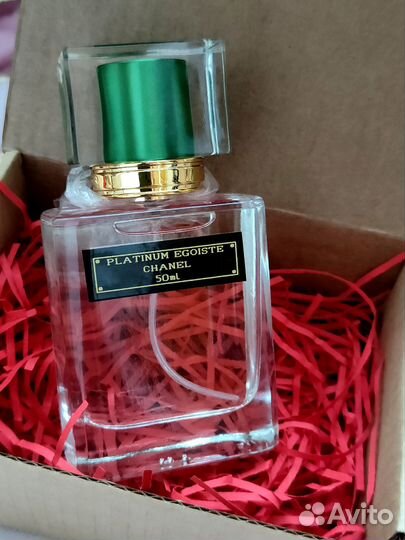 PLATINUM EGOISTE
CHANEL
50ml
Avito